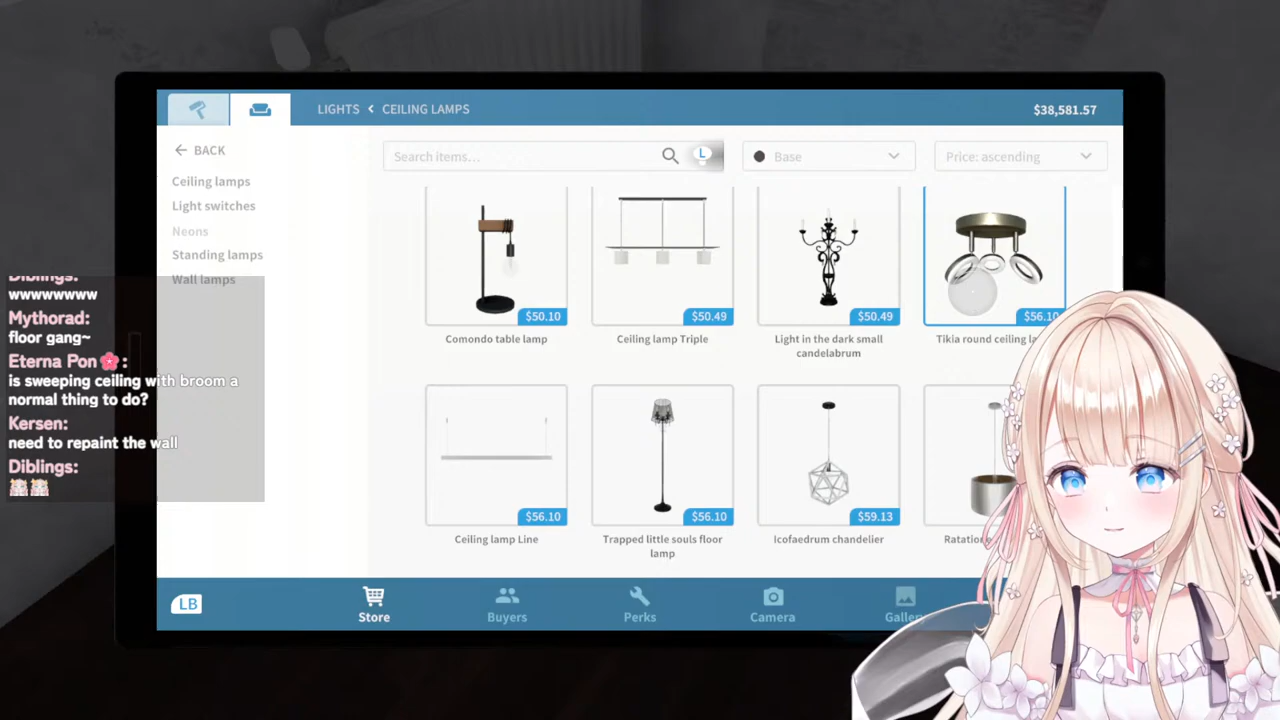 LIGHTS < CEILING LAMPS
$38,581.57
BACK
Search items...
L
Base
Price: ascending
Ceiling lamps
Light switches
Neons
Standing lamps
Wall lamps
$50.10
$50.49
$50.49
$56.10
Comondo table lamp
Ceiling lamp Triple
Light in the dark small
candelabrum
Tikia round ceiling
$56.10
$56.10
$59.13
Ceiling lamp Line
Trapped little souls floor
lamp
Icofaedrum chandelier
Diblings:
wwwwwwww
Mythorad:
floor gang~
Eterna Pon🌸:
is sweeping ceiling with broom a
normal thing to do?
Kersen:
need to repaint the wall
Diblings:
LB
Store
Buyers
Perks
Camera